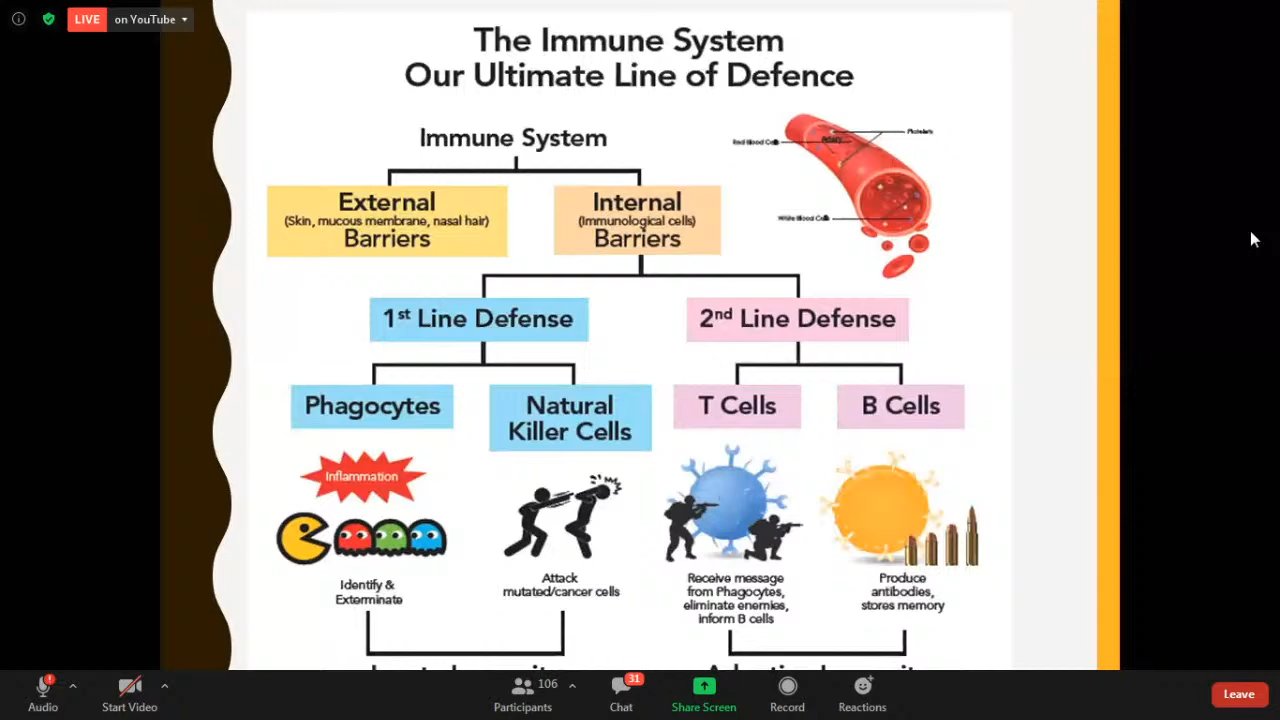 LIVE on YouTube
The Immune System
Our Ultimate Line of Defence
Immune System
Platelets
Red Blood Cells
White Blood Cells
External
(Skin, mucous membrane, nasal hair)
Barriers
Internal
(Immunological cells)
Barriers
1st Line Defense
2nd Line Defense
Phagocytes
Natural
Killer Cells
T Cells
B Cells
Inflammation
Identify &
Exterminate
Attack
mutated/cancer cells
Receive message
from Phagocytes,
eliminate enemies,
inform B cells
Produce
antibodies,
stores memory
106
31
Audio
Start Video
Participants
Chat
Share Screen
Record
Reactions
Leave